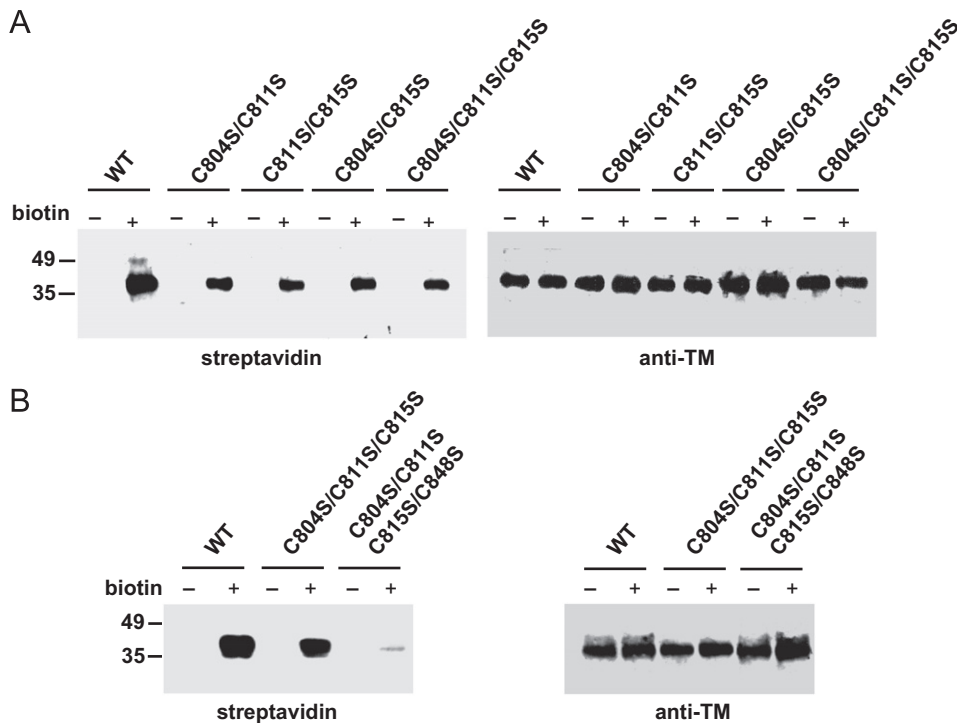 A
WT
C804S/C811S
C811S/C815S
C804S/C815S
C804S/C811S/C815S
WT
C804S/C811S
C811S/C815S
C804S/C815S
C804S/C811S/C815S
biotin – + – + – + – + – +
– + – + – + – + – +
49
35
streptavidin
anti-TM
B
WT
C804S/C811S/C815S
C804S/C811S
C815S/C848S
WT
C804S/C811S/C815S
C804S/C811S
C815S/C848S
biotin – + – + – +
– + – + – +
49
35
streptavidin
anti-TM